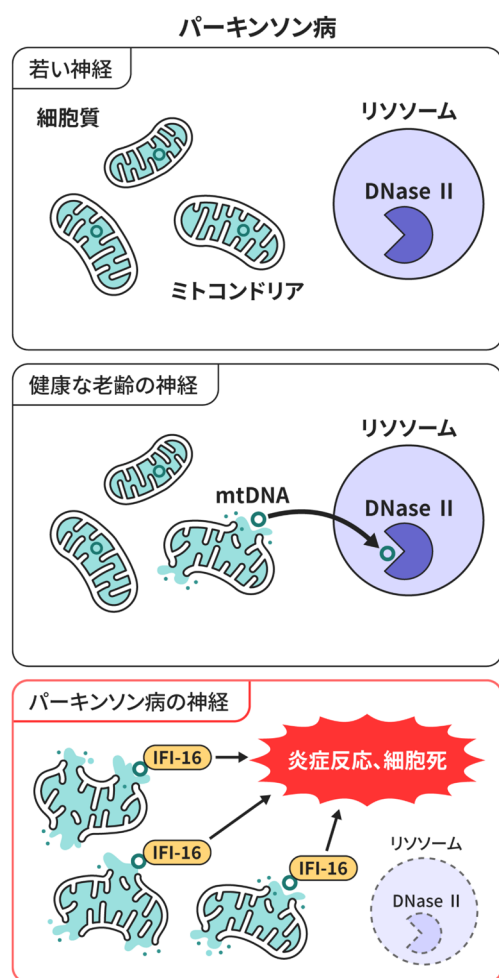 パーキンソン病
若い神経
細胞質
リソソーム
DNase II
ミトコンドリア
健康な老齢の神経
リソソーム
mtDNA
DNase II
パーキンソン病の神経
IFI-16
炎症反応、細胞死
IFI-16
IFI-16
リソソーム
DNase II